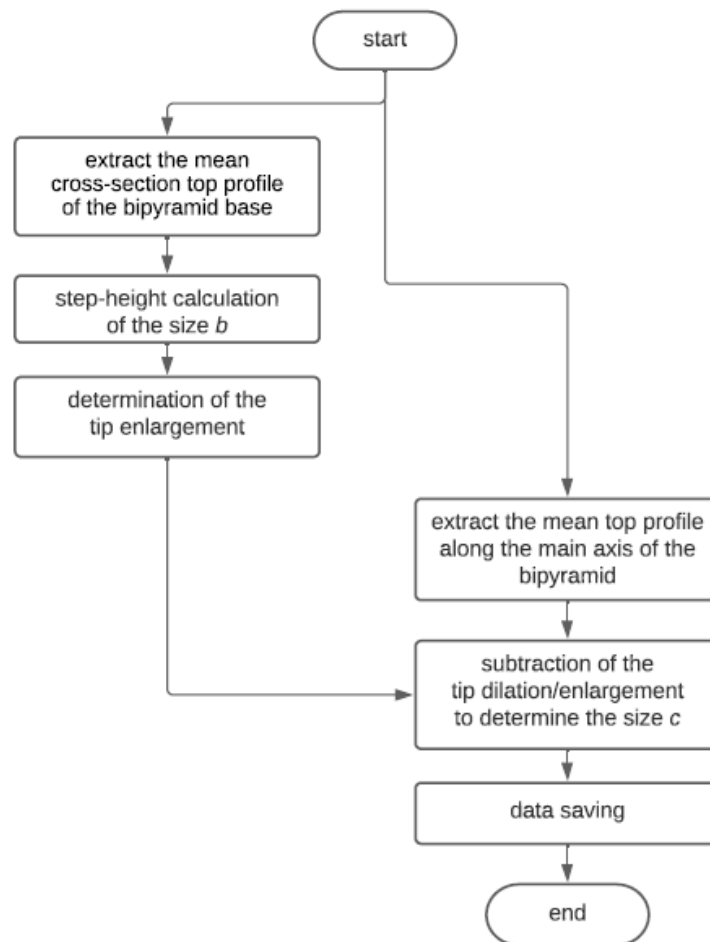 start
extract the mean
cross-section top profile
of the bipyramid base
step-height calculation
of the size b
determination of the
tip enlargement
extract the mean top profile
along the main axis of the
bipyramid
subtraction of the
tip dilation/enlargement
to determine the size c
data saving
end